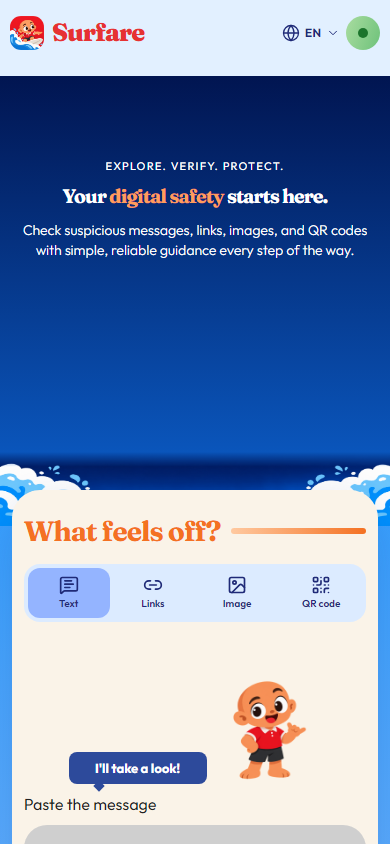 Surfare
EN
EXPLORE. VERIFY. PROTECT.
Your digital safety starts here.
Check suspicious messages, links, images, and QR codes
with simple, reliable guidance every step of the way.
What feels off?
Text
Links
Image
QR code
I'll take a look!
Paste the message